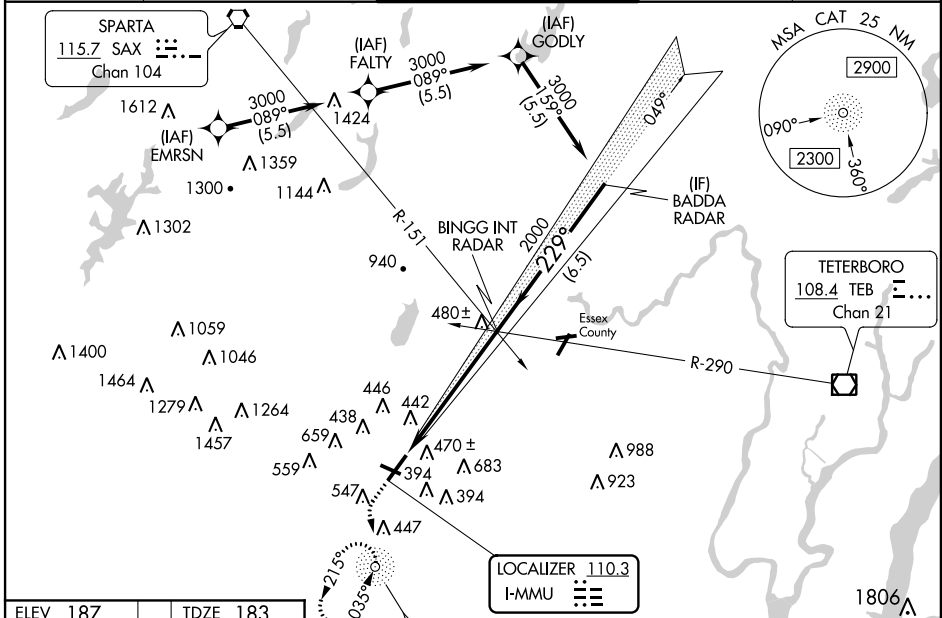 SPARTA
115.7 SAX
Chan 104
(IAF)
GODLY
(IAF)
FALTY
3000
089°
(5.5)
3000
159°
(5.5)
3000
089°
(5.5)
(IAF)
EMRSN
MSA CAT 25 NM
2900
090°
2300
360°
049°
1612
1424
1359
1300
1144
1302
R-151
940
BINGG INT
RADAR
2000
229°
(6.5)
(IF)
BADDA
RADAR
TETERBORO
108.4 TEB
Chan 21
480±
Essex
County
R-290
1059
1400
1046
1464
1279
1264
1457
446
442
438
659
559
470±
683
988
394
923
547
394
447
215°
035°
LOCALIZER 110.3
I-MMU
1806
ELEV 187
TDZE 183